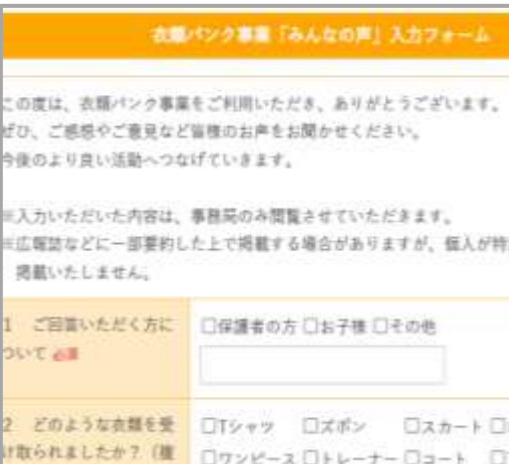 衣類バンク事業「みんなの声」入力フォーム
この度は、衣類バンク事業をご利用いただき、ありがとうございます。
ぜひ、ご感想やご意見など皆様のお声をお聞かせください。
今後のより良い活動へつなげていきます。
※入力いただいた内容は、事務局のみ閲覧させていただきます。
※広報誌などに一部要約した上で掲載する場合がありますが、個人が特
掲載いたしません。
1 ご回答いただく方に
ついて 必須
□保護者の方 □お子様 □その他
2 どのような衣類を受
け取られましたか？（複
□Tシャツ □ズボン □スカート □
□ワンピース □トレーナー □コート □